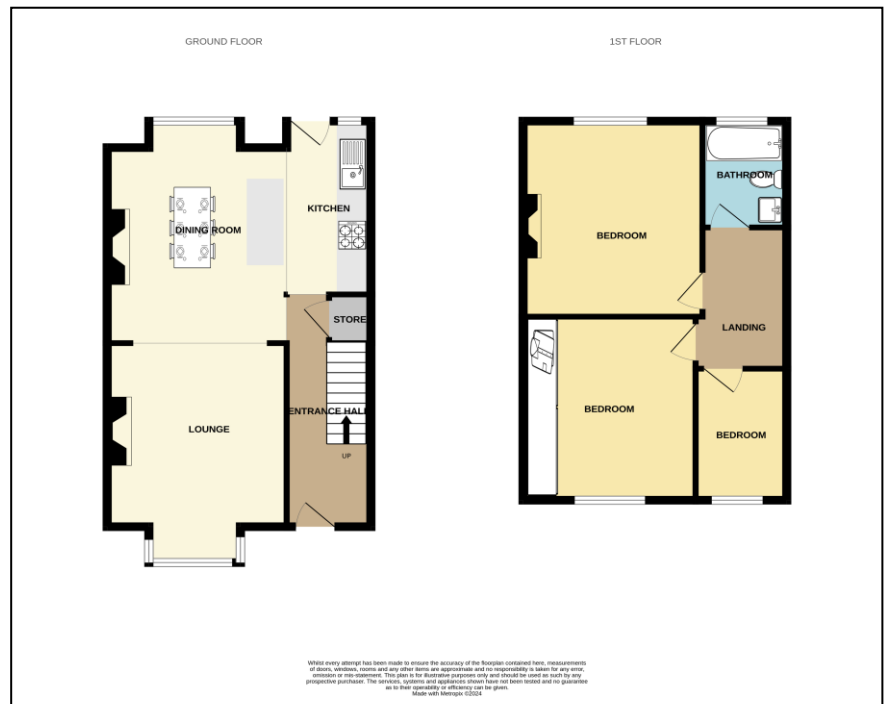 GROUND FLOOR
1ST FLOOR
KITCHEN
DINING ROOM
STORE
ENTRANCE HALL
LOUNGE
UP
BATHROOM
BEDROOM
LANDING
BEDROOM
BEDROOM
Whilst every attempt has been made to ensure the accuracy of the floorplan contained here, measurements
of doors, windows, rooms and any other items are approximate and no responsibility is taken for any error,
omission or mis-statement. This plan is for illustrative purposes only and should be used as such by any
prospective purchaser. The services, systems and appliances shown have not been tested and no guarantee
as to their operability or efficiency can be given.
Made with Metropix ©2024